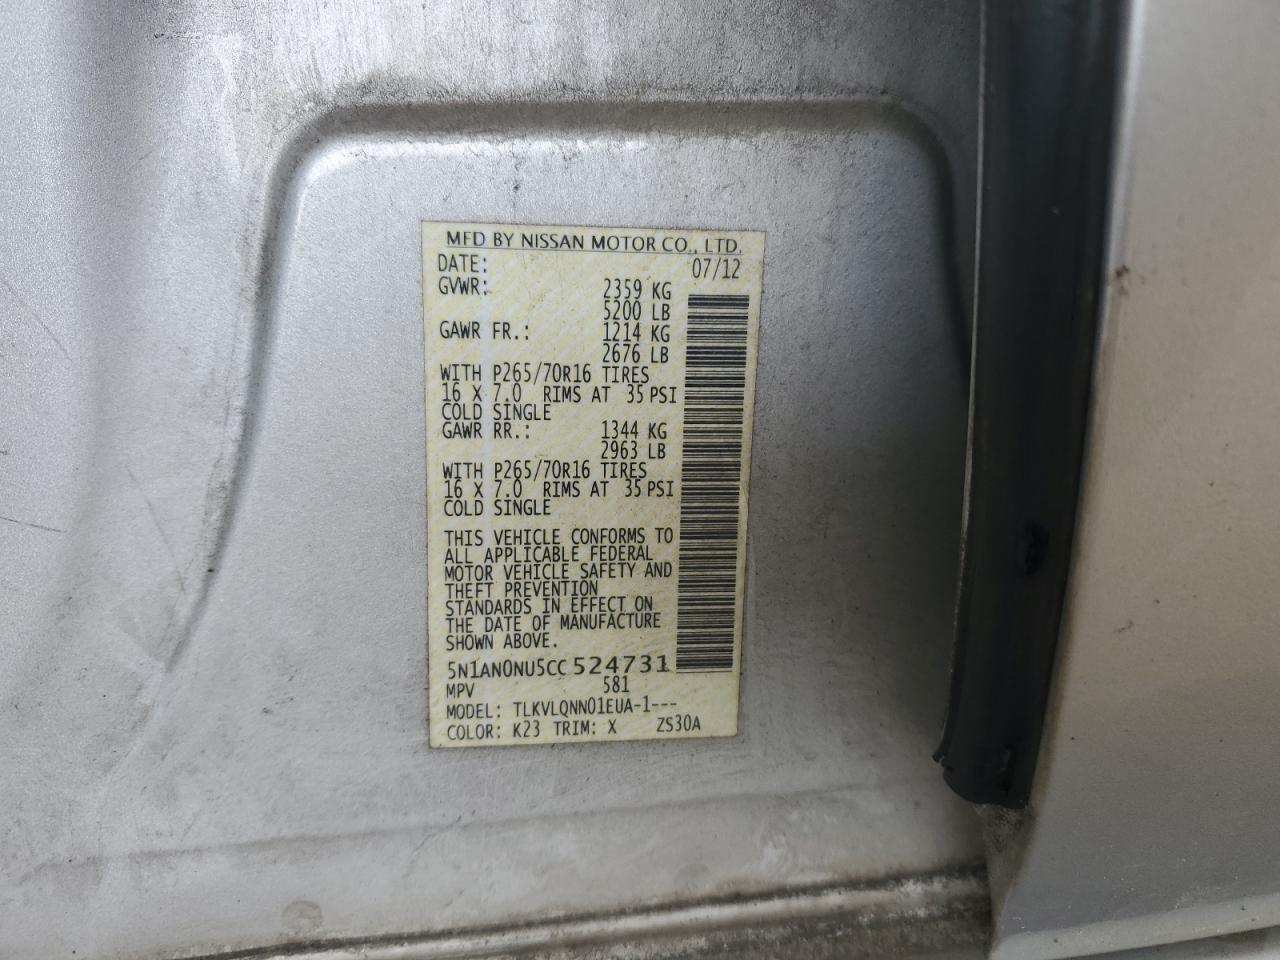 MFD BY NISSAN MOTOR CO., LTD.
DATE: 07/12
GVWR: 2359 KG
5200 LB
GAWR FR.: 1214 KG
2676 LB
WITH P265/70R16 TIRES
16 X 7.0 RIMS AT 35 PSI
COLD SINGLE
GAWR RR.: 1344 KG
2963 LB
WITH P265/70R16 TIRES
16 X 7.0 RIMS AT 35 PSI
COLD SINGLE
THIS VEHICLE CONFORMS TO
ALL APPLICABLE FEDERAL
MOTOR VEHICLE SAFETY AND
THEFT PREVENTION
STANDARDS IN EFFECT ON
THE DATE OF MANUFACTURE
SHOWN ABOVE.
5N1AN0NU5CC524731
MPV 581
MODEL: TLKVLQNN01EUA-1---
COLOR: K23 TRIM: X ZS30A